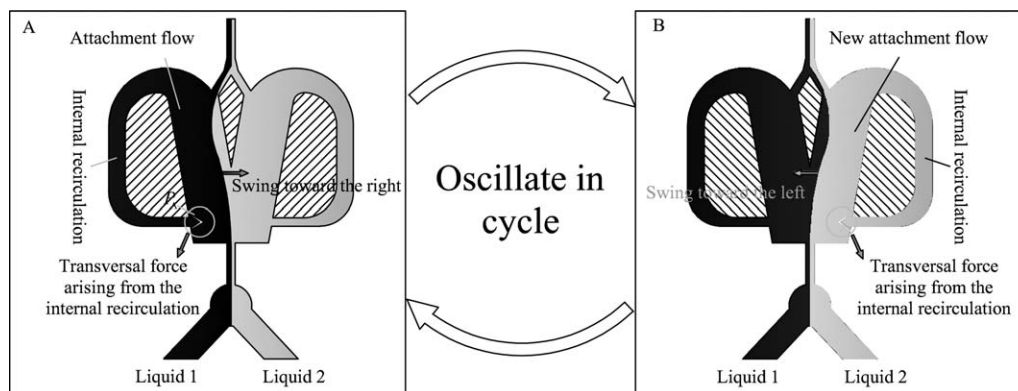 A
Attachment flow
Internal recirculation
Swing toward the right
P
Transversal force
arising from the
internal recirculation
Liquid 1
Liquid 2
Oscillate in
cycle
B
New attachment flow
Internal recirculation
Swing toward the left
Transversal force
arising from the
internal recirculation
Liquid 1
Liquid 2